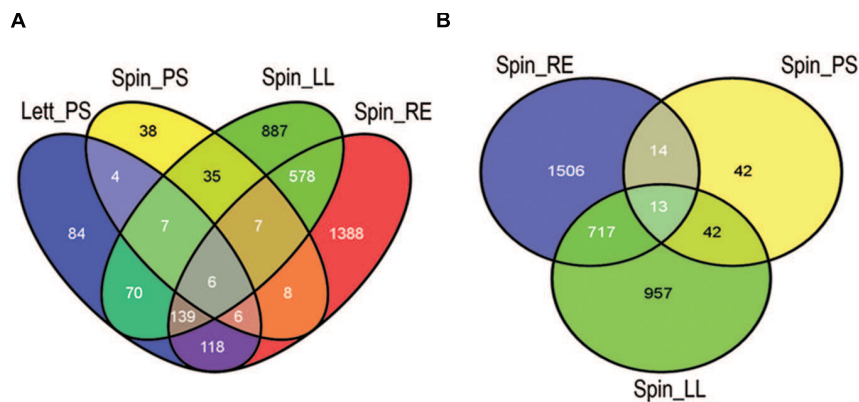 A
B
Spin_PS
Spin_LL
Lett_PS
Spin_RE
38
887
4
35
578
84
7
7
1388
70
6
8
139
6
118
Spin_RE
Spin_PS
14
1506
42
13
717
42
957
Spin_LL